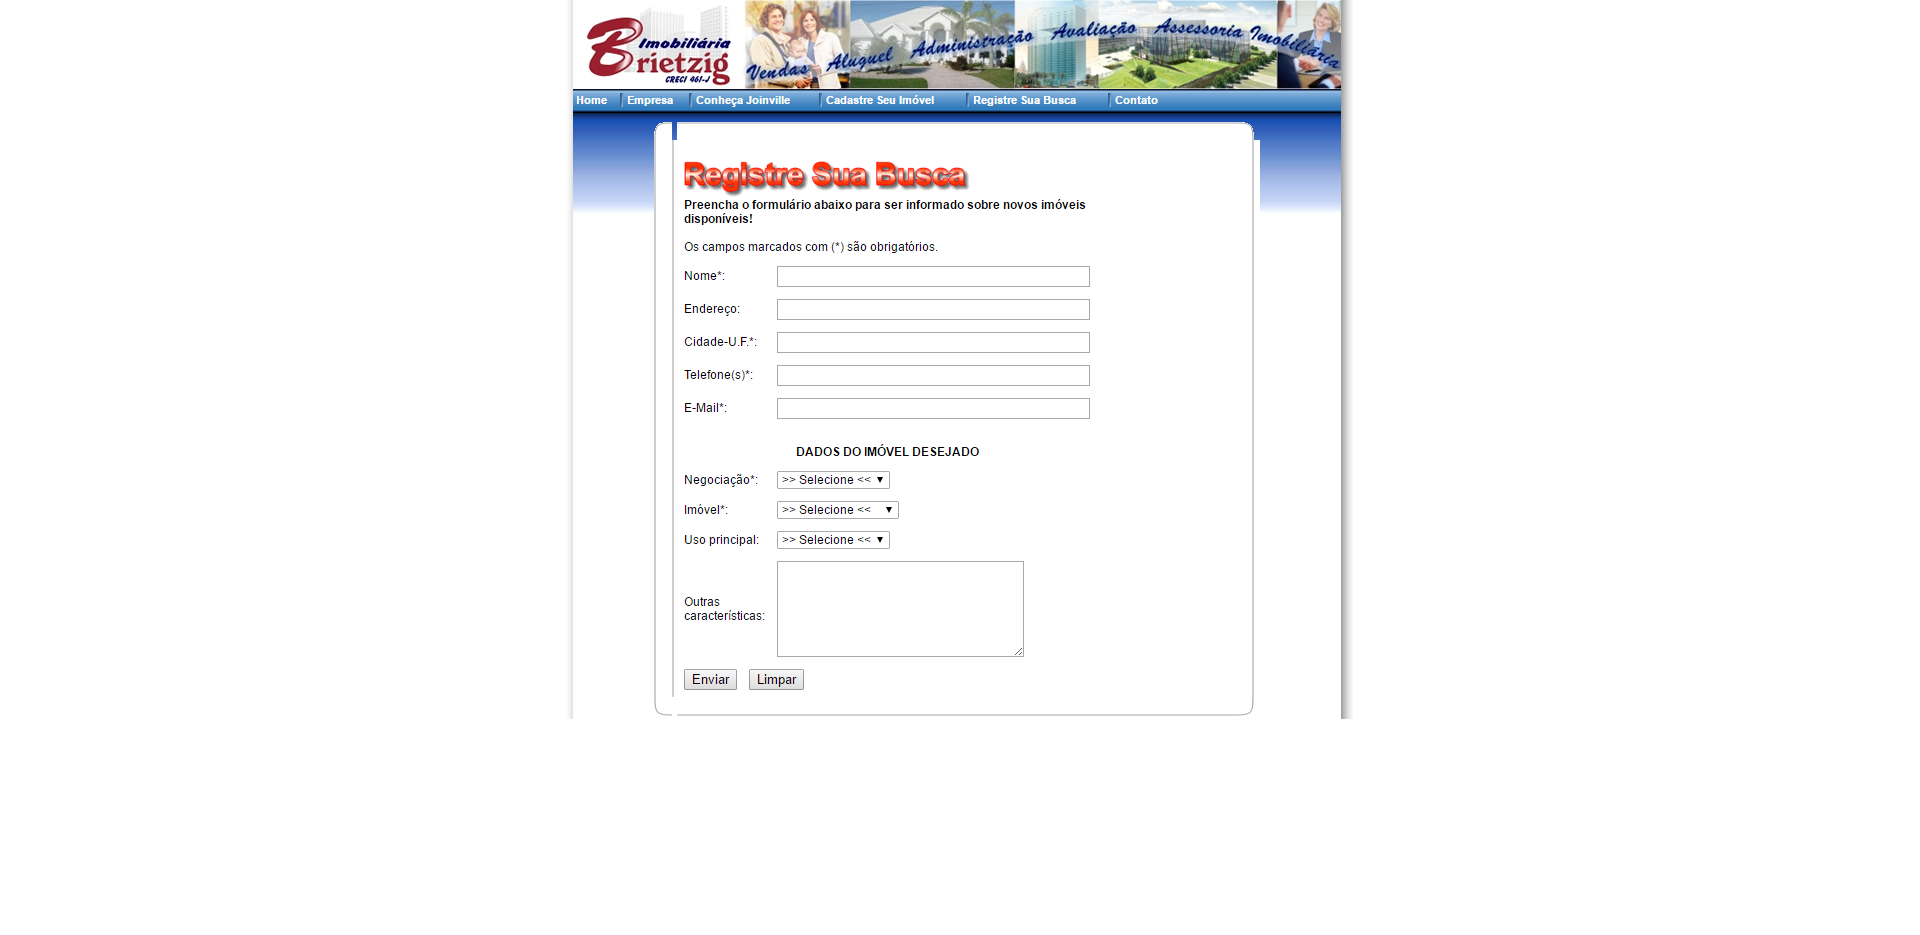 Imobiliária
Brietzig
CRECI 461-J
Vendas Aluguel Administração Avaliação Assessoria Imobiliária
Home Empresa Conheça Joinville Cadastre Seu Imóvel Registre Sua Busca Contato
Registre Sua Busca
Preencha o formulário abaixo para ser informado sobre novos imóveis
disponíveis!
Os campos marcados com (*) são obrigatórios.
Nome*:
Endereço:
Cidade-U.F.*:
Telefone(s)*:
E-Mail*:
DADOS DO IMÓVEL DESEJADO
Negociação*: >> Selecione <<
Imóvel*: >> Selecione <<
Uso principal: >> Selecione <<
Outras
características:
Enviar Limpar